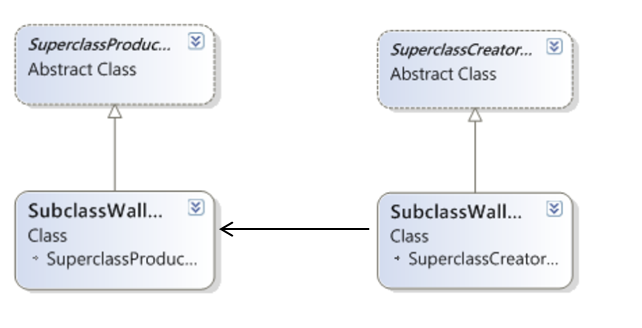 SuperclassProduc...
Abstract Class
SuperclassCreator...
Abstract Class
SubclassWall...
Class
SuperclassProduc...
SubclassWall...
Class
SuperclassCreator...